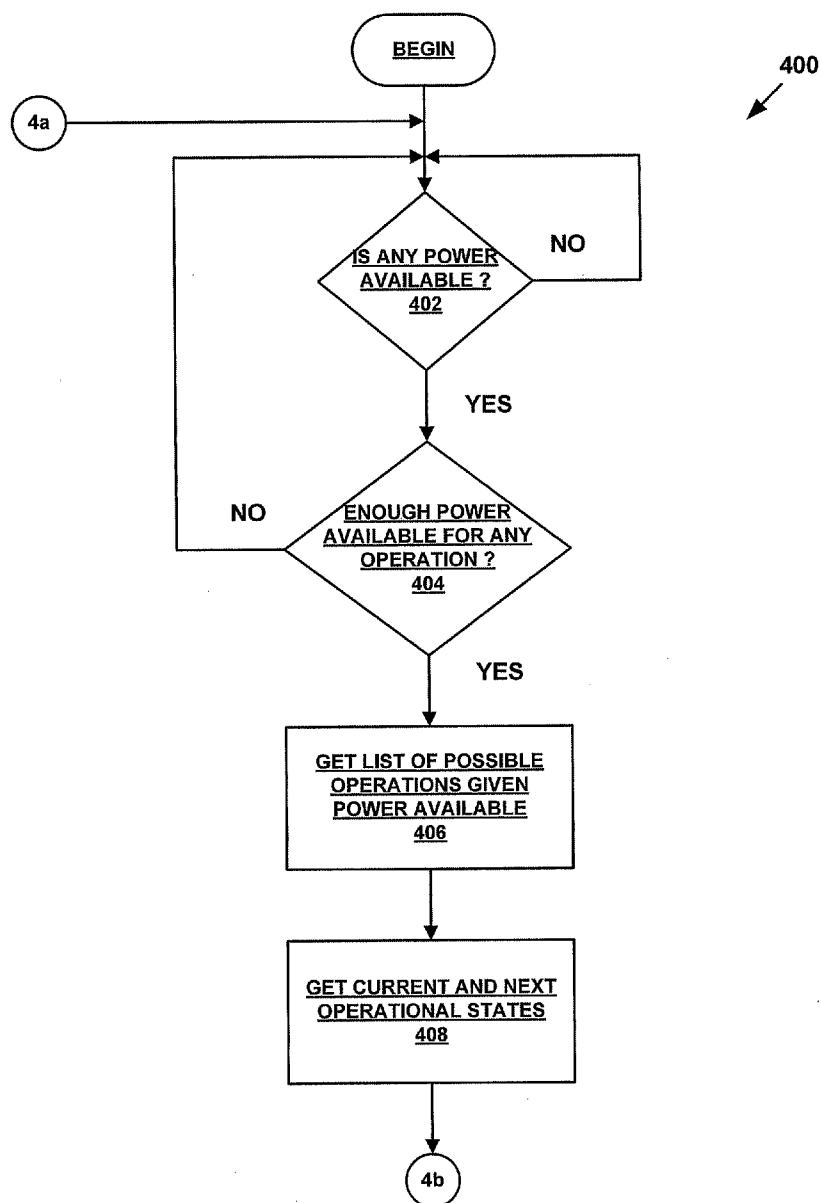 BEGIN
400
4a
IS ANY POWER
AVAILABLE ?
402
NO
YES
ENOUGH POWER
AVAILABLE FOR ANY
OPERATION ?
404
NO
YES
GET LIST OF POSSIBLE
OPERATIONS GIVEN
POWER AVAILABLE
406
GET CURRENT AND NEXT
OPERATIONAL STATES
408
4b